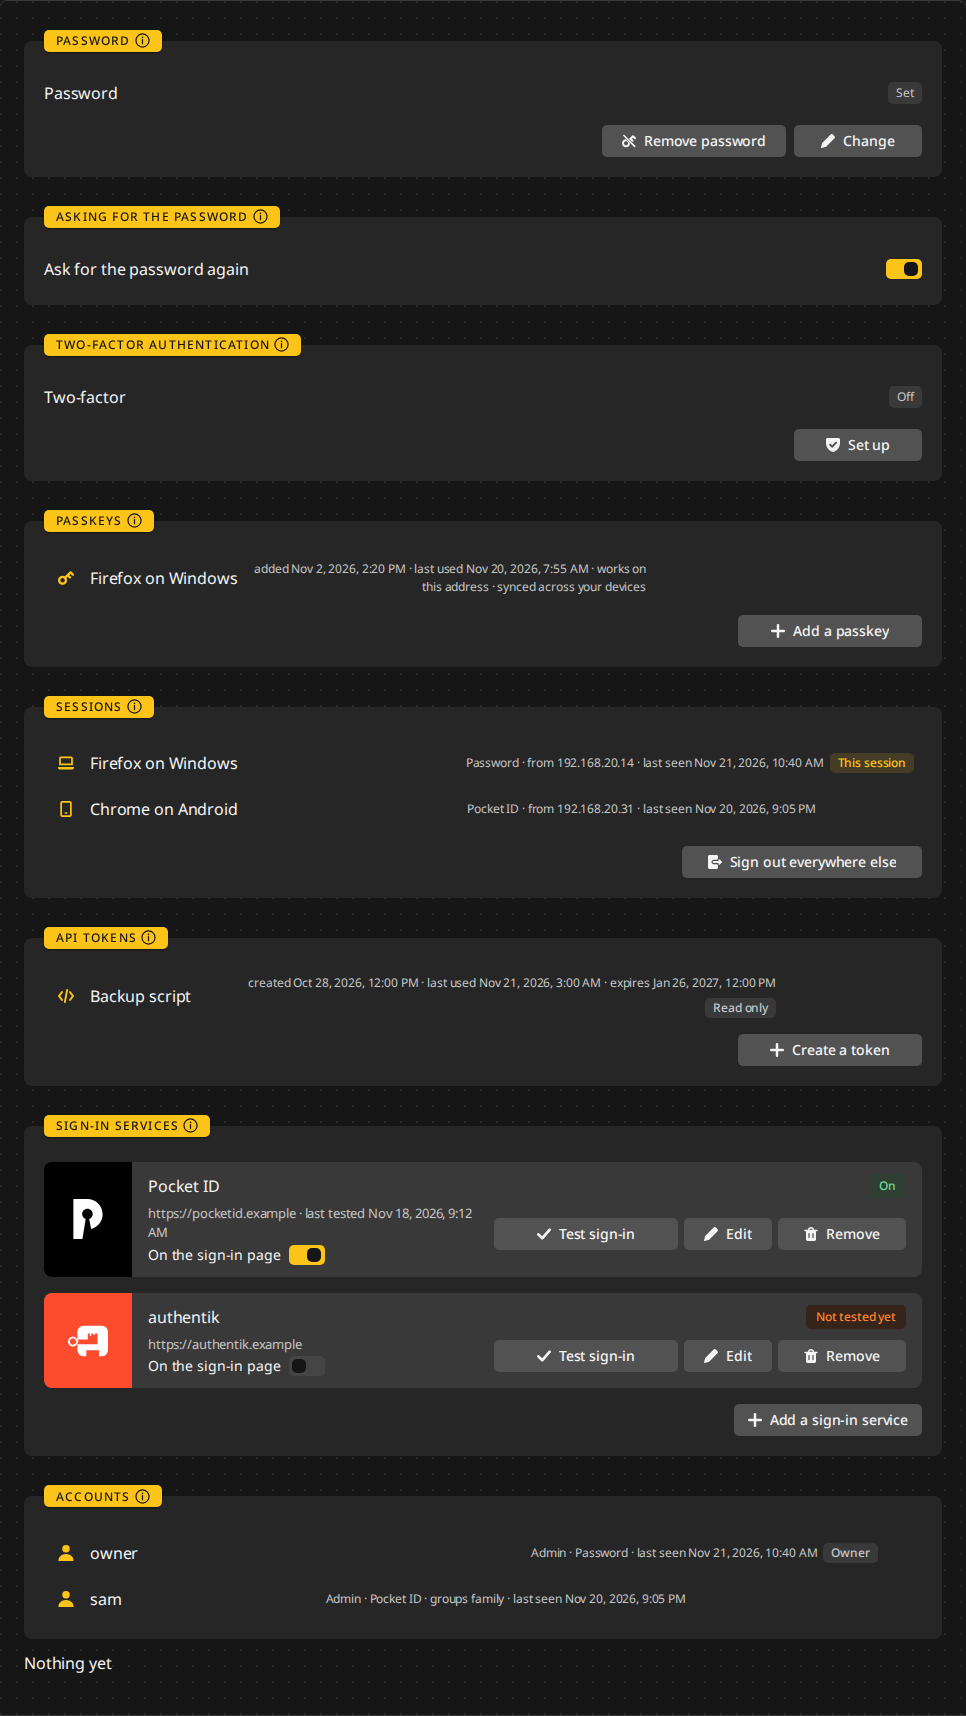 PASSWORD
Password
Set
Remove password
Change
ASKING FOR THE PASSWORD
Ask for the password again
TWO-FACTOR AUTHENTICATION
Two-factor
Off
Set up
PASSKEYS
Firefox on Windows
added Nov 2, 2026, 2:20 PM · last used Nov 20, 2026, 7:55 AM · works on
this address · synced across your devices
Add a passkey
SESSIONS
Firefox on Windows
Password · from 192.168.20.14 · last seen Nov 21, 2026, 10:40 AM
This session
Chrome on Android
Pocket ID · from 192.168.20.31 · last seen Nov 20, 2026, 9:05 PM
Sign out everywhere else
API TOKENS
Backup script
created Oct 28, 2026, 12:00 PM · last used Nov 21, 2026, 3:00 AM · expires Jan 26, 2027, 12:00 PM
Read only
Create a token
SIGN-IN SERVICES
Pocket ID
On
https://pocketid.example · last tested Nov 18, 2026, 9:12
AM
On the sign-in page
Test sign-in
Edit
Remove
authentik
Not tested yet
https://authentik.example
On the sign-in page
Test sign-in
Edit
Remove
Add a sign-in service
ACCOUNTS
owner
Admin · Password · last seen Nov 21, 2026, 10:40 AM
Owner
sam
Admin · Pocket ID · groups family · last seen Nov 20, 2026, 9:05 PM
Nothing yet